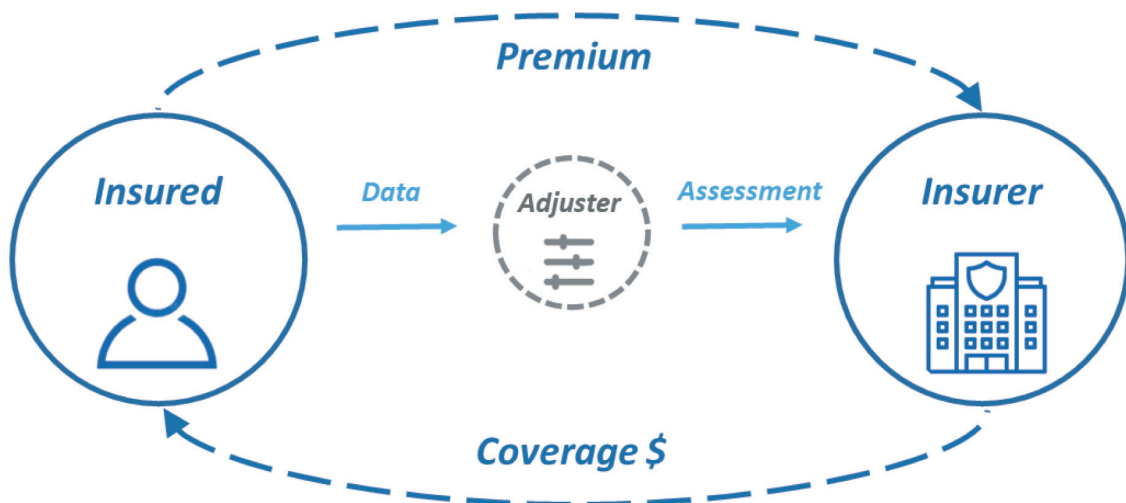 Premium
Insured
Data
Adjuster
Assessment
Insurer
Coverage $